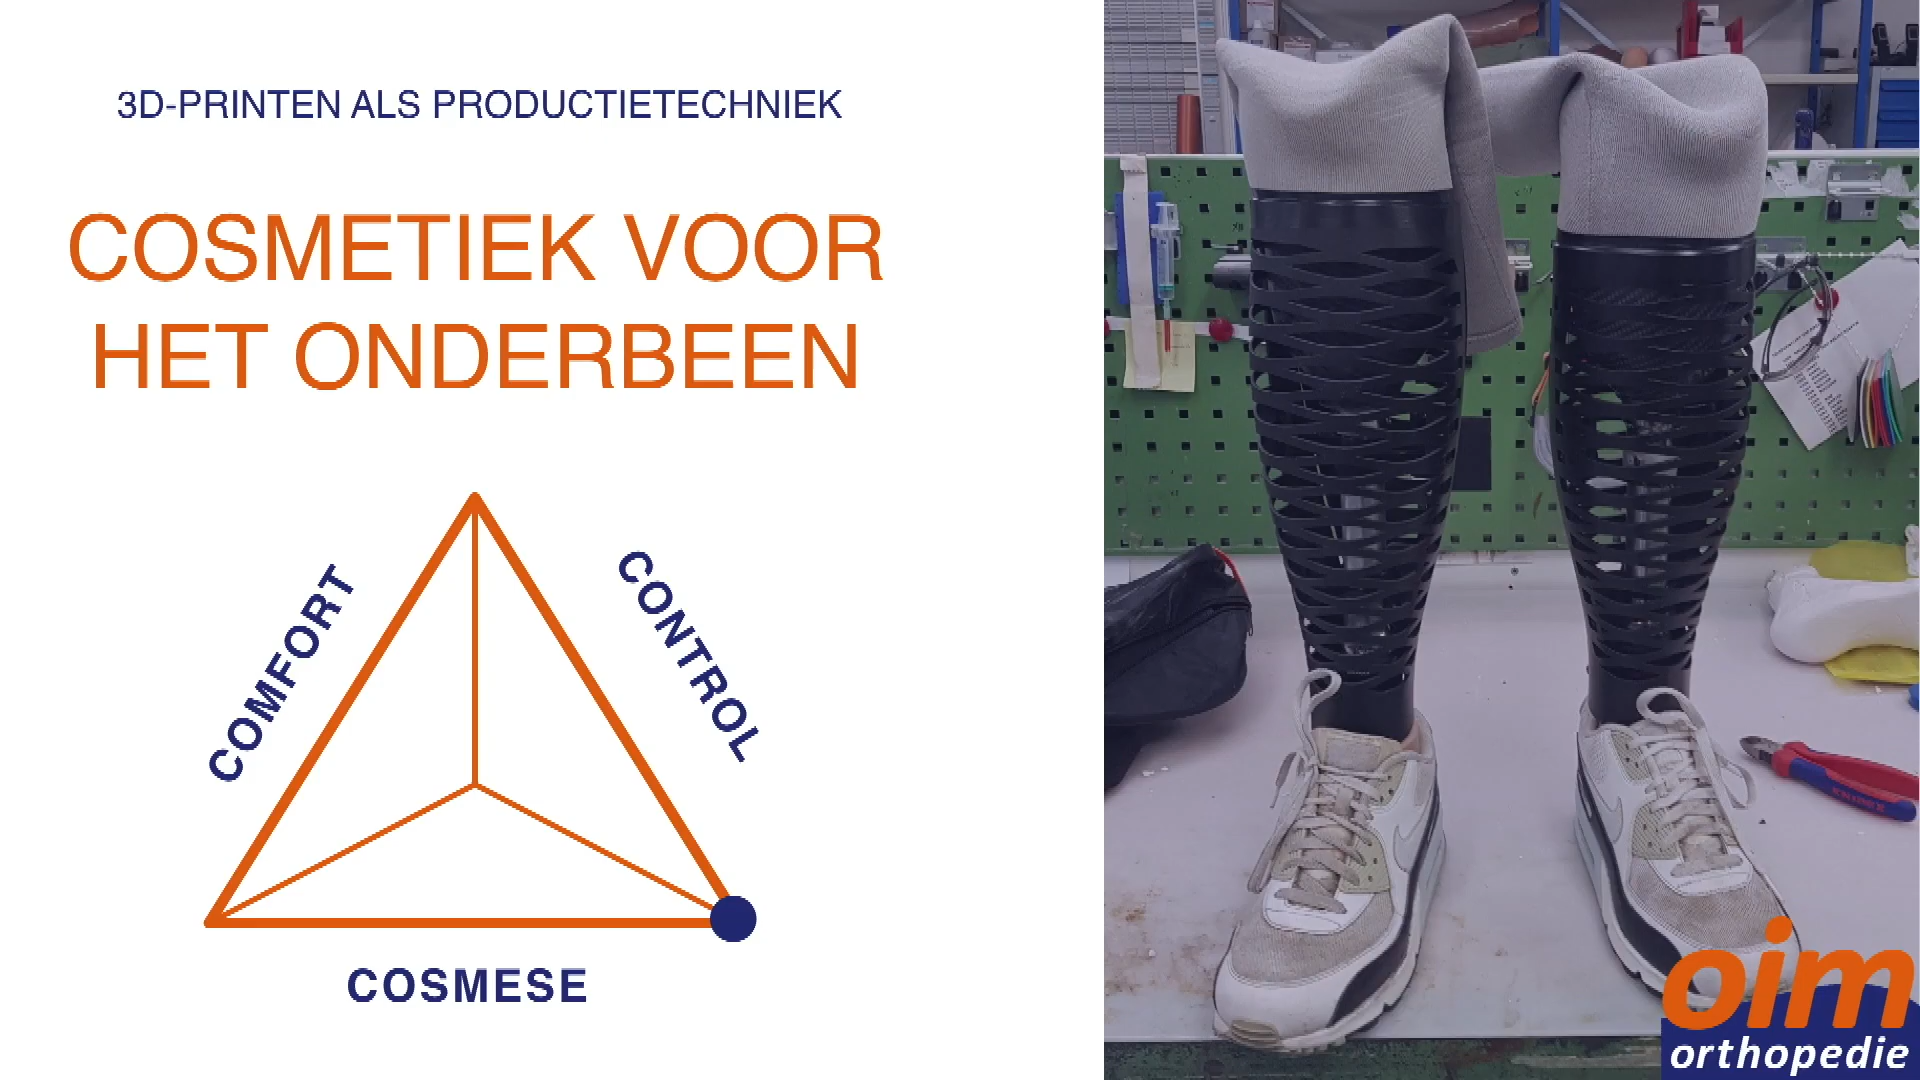 3D-PRINTEN ALS PRODUCTIETECHNIEK
COSMETIEK VOOR
HET ONDERBEEN
COMFORT
CONTROL
COSMESE
oim
orthopedie